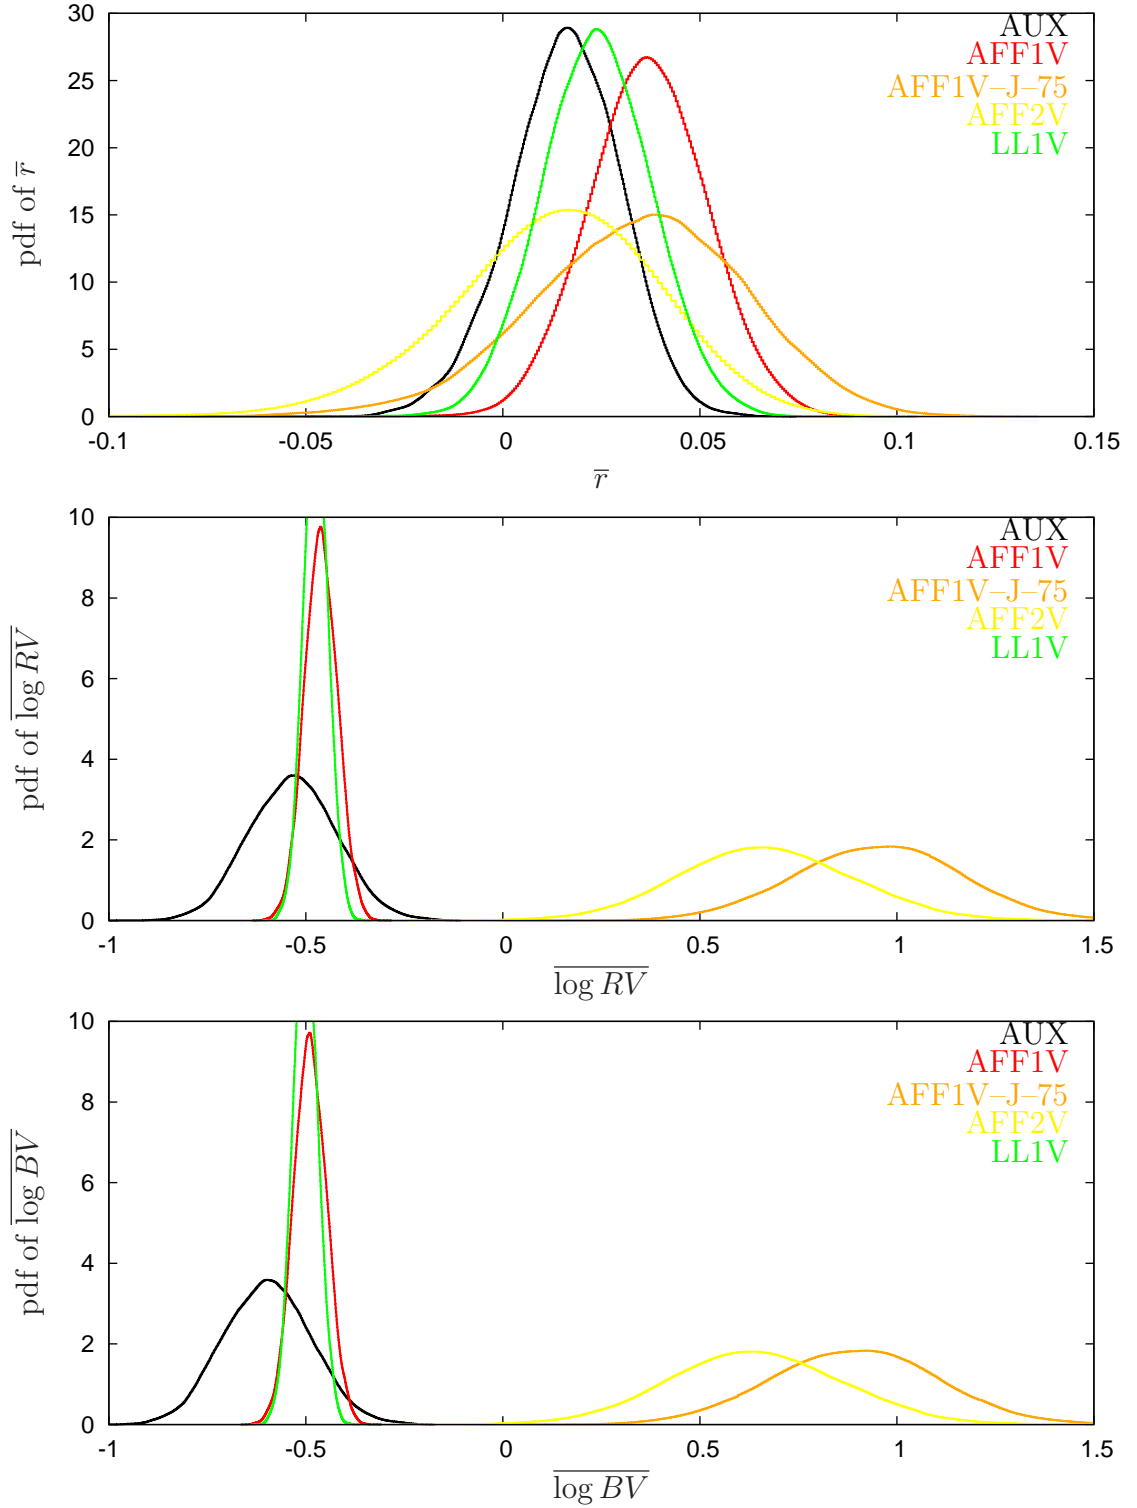 30
25
20
15
10
5
0
pdf of r̅
AUX
AFF1V
AFF1V–J–75
AFF2V
LL1V
-0.1 -0.05 0 0.05 0.1 0.15
r̅
10
8
6
4
2
0
pdf of log RV
AUX
AFF1V
AFF1V–J–75
AFF2V
LL1V
-1 -0.5 0 0.5 1 1.5
log RV
10
8
6
4
2
0
pdf of log BV
AUX
AFF1V
AFF1V–J–75
AFF2V
LL1V
-1 -0.5 0 0.5 1 1.5
log BV